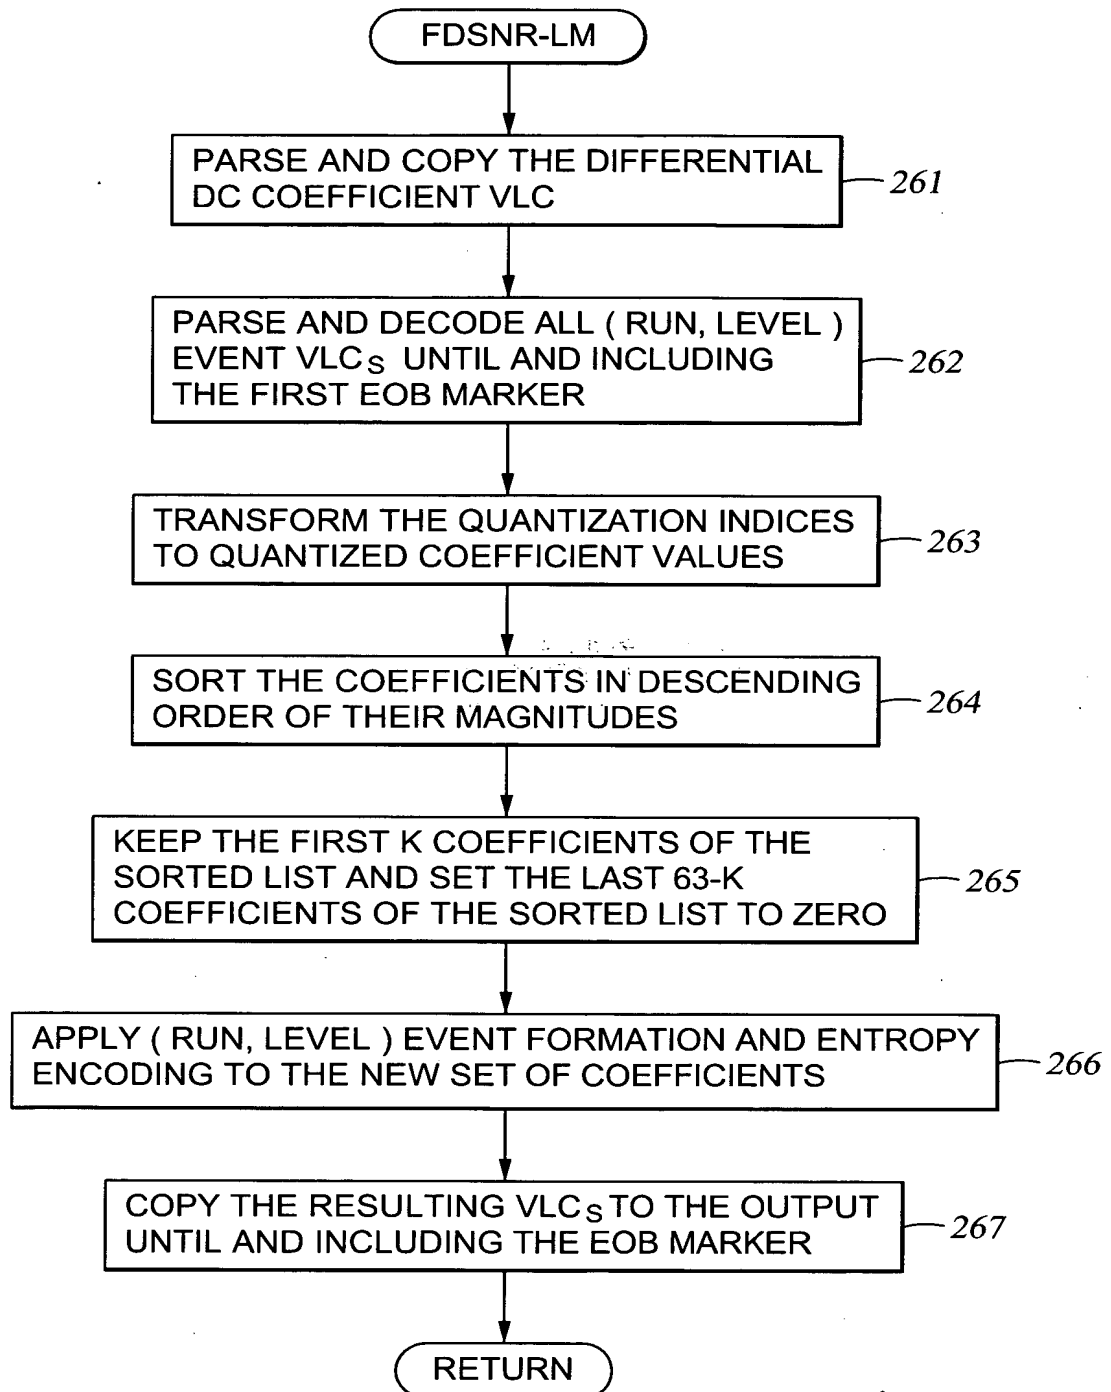 FDSNR-LM
PARSE AND COPY THE DIFFERENTIAL
DC COEFFICIENT VLC
261
PARSE AND DECODE ALL ( RUN, LEVEL )
EVENT VLCS UNTIL AND INCLUDING
THE FIRST EOB MARKER
262
TRANSFORM THE QUANTIZATION INDICES
TO QUANTIZED COEFFICIENT VALUES
263
SORT THE COEFFICIENTS IN DESCENDING
ORDER OF THEIR MAGNITUDES
264
KEEP THE FIRST K COEFFICIENTS OF THE
SORTED LIST AND SET THE LAST 63-K
COEFFICIENTS OF THE SORTED LIST TO ZERO
265
APPLY ( RUN, LEVEL ) EVENT FORMATION AND ENTROPY
ENCODING TO THE NEW SET OF COEFFICIENTS
266
COPY THE RESULTING VLCS TO THE OUTPUT
UNTIL AND INCLUDING THE EOB MARKER
267
RETURN